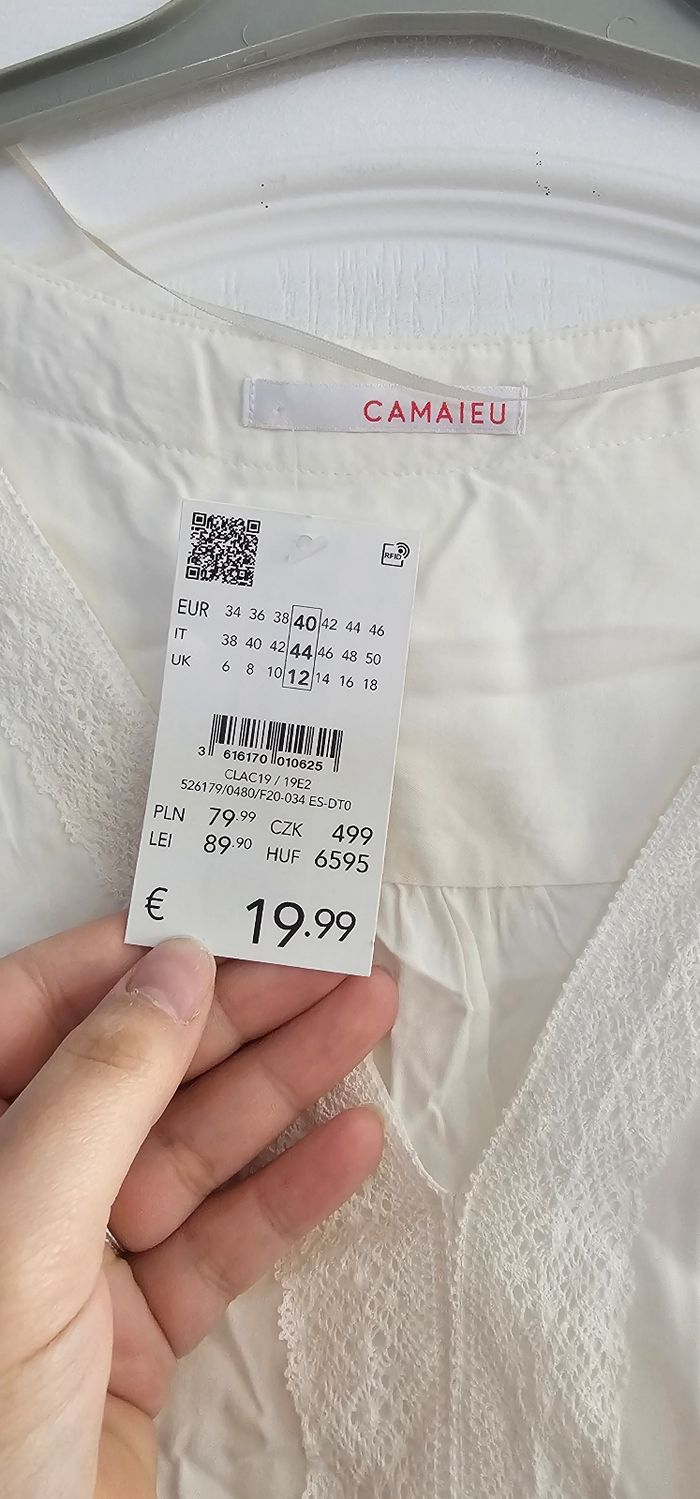 CAMAIEU
RFID
EUR 34 36 38 40 42 44 46
IT 38 40 42 44 46 48 50
UK 6 8 10 12 14 16 18
3 616170 010625
CLAC19 / 19E2
526179/0480/F20-034 ES-DT0
PLN 79.99 CZK 499
LEI 89.90 HUF 6595
€ 19.99